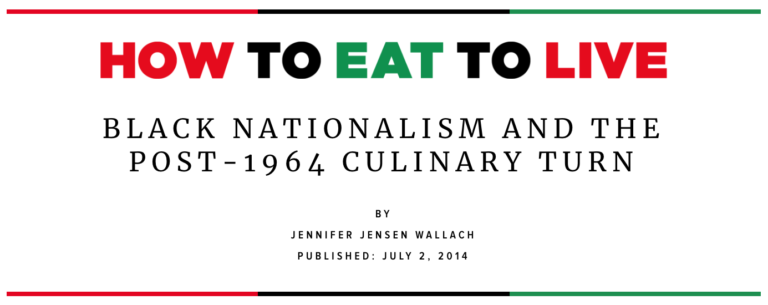 HOW TO EAT TO LIVE
BLACK NATIONALISM AND THE
POST-1964 CULINARY TURN
BY
JENNIFER JENSEN WALLACH
PUBLISHED: JULY 2, 2014